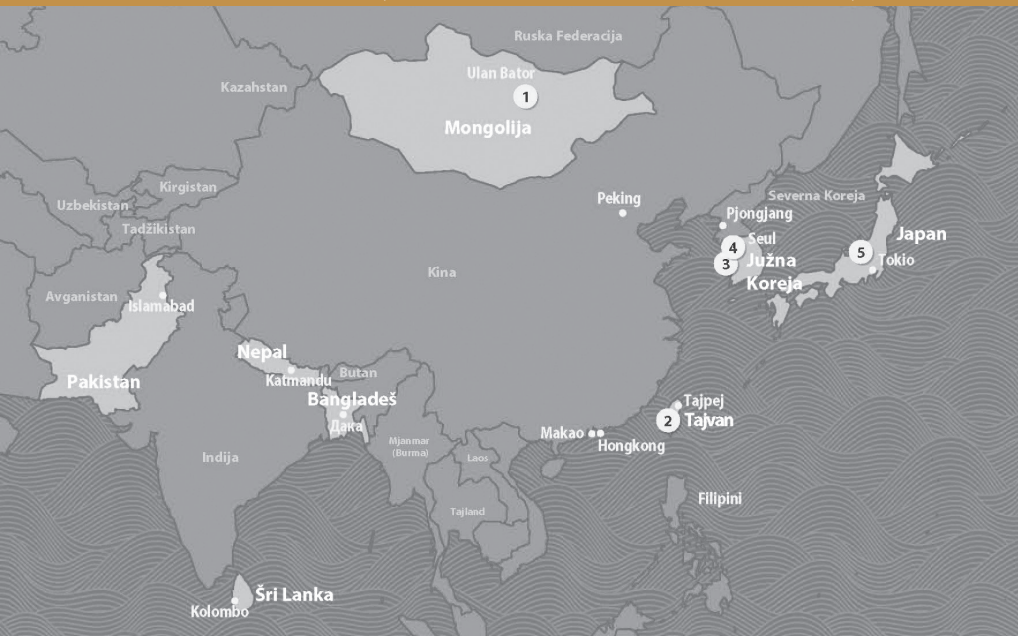 Ruska Federacija
Ulan Bator
1
Mongolija
Kazahstan
Kirgistan
Uzbekistan
Tadžikistan
Peking
Severna Koreja
Pjongjang
Seul
4
3
Južna
Koreja
Japan
5
Tokio
Kina
Avganistan
Islamabad
Pakistan
Nepal
Katmandu
Butan
Bangladeš
Дака
Indija
Mjanmar
(Burma)
Laos
Tajland
Tajpej
2
Tajvan
Makao
Hongkong
Filipini
Šri Lanka
Kolombo